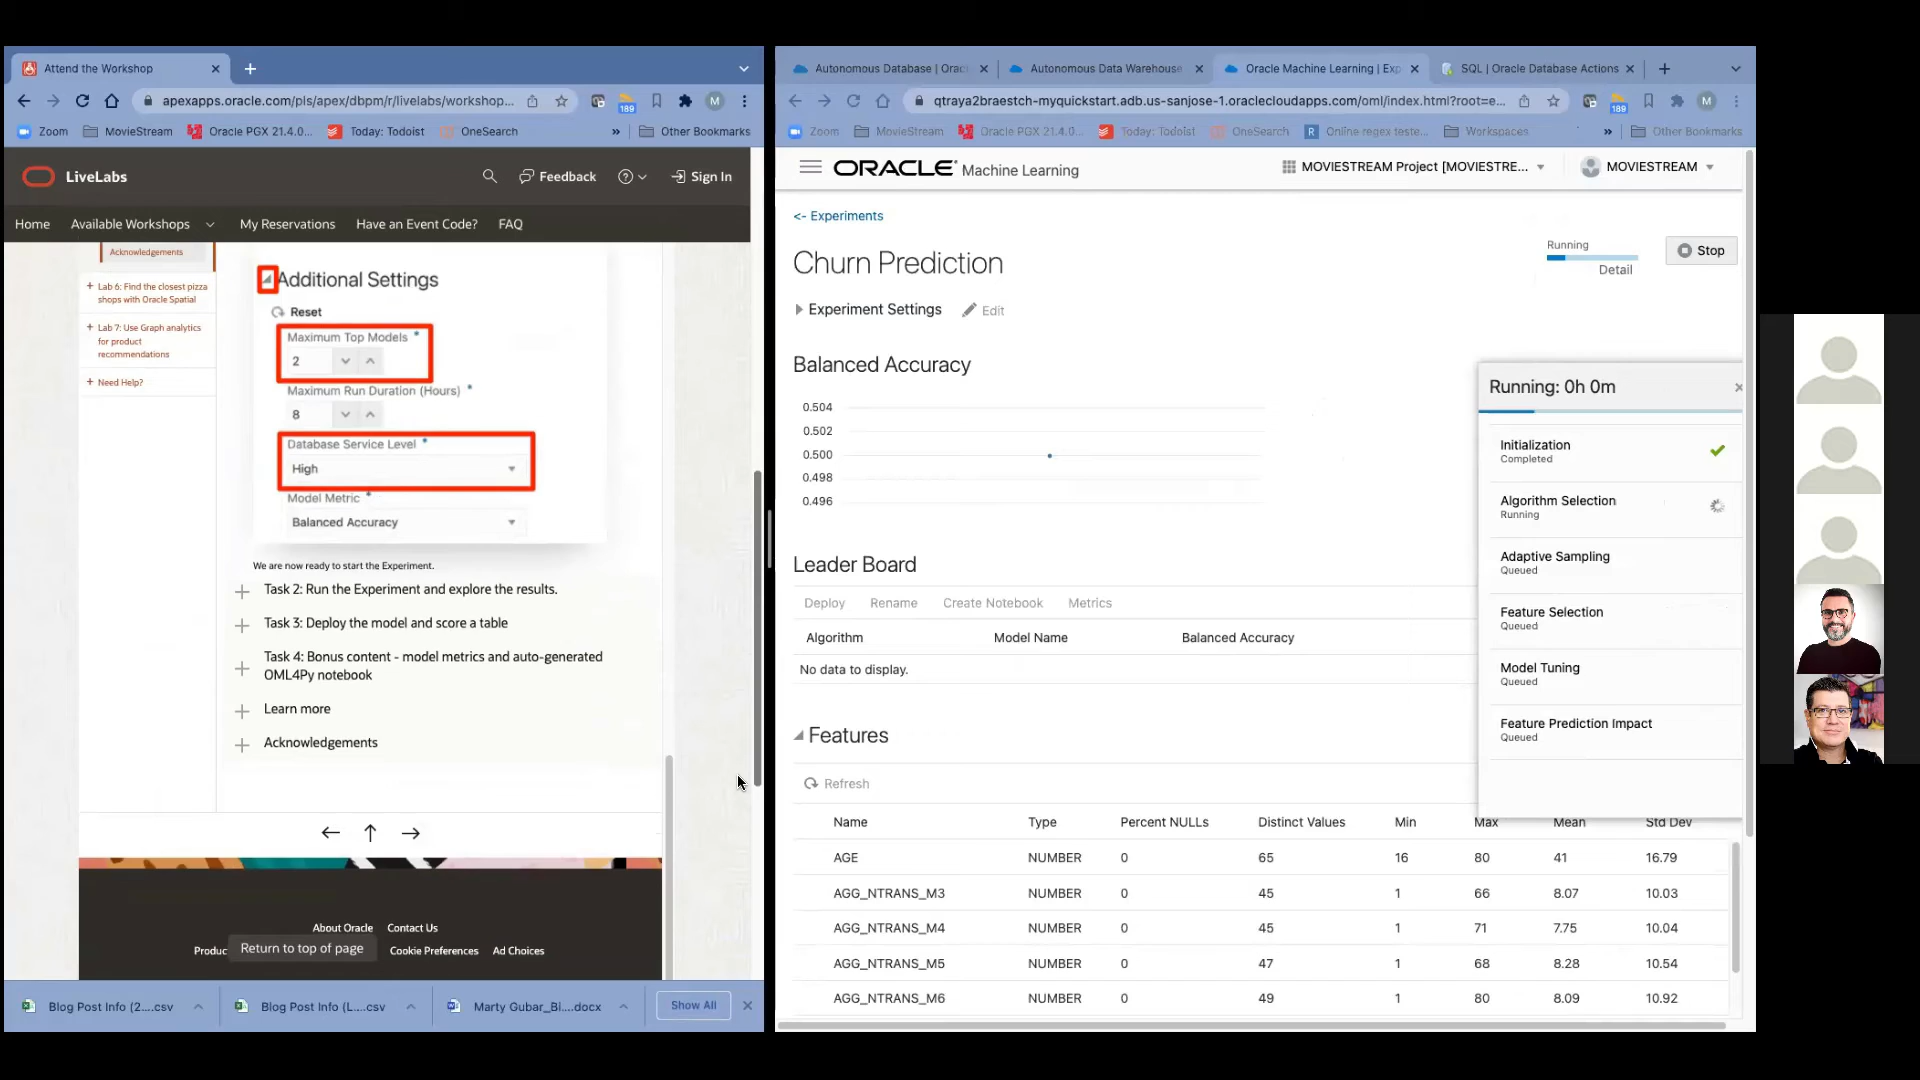 Attend the Workshop
apexapps.oracle.com/pls/apex/dbpm/r/livelabs/workshop...
189
M
Zoom
MovieStream
Oracle PGX 21.4.0...
Today: Todoist
OneSearch
»
Other Bookmarks
LiveLabs
Feedback
Sign In
Home
Available Workshops
My Reservations
Have an Event Code?
FAQ
Acknowledgements
+ Lab 6: Find the closest pizza
shops with Oracle Spatial
+ Lab 7: Use Graph analytics
for product
recommendations
+ Need Help?
Additional Settings
Reset
Maximum Top Models *
2
Maximum Run Duration (Hours) *
8
Database Service Level *
High
Model Metric *
Balanced Accuracy
We are now ready to start the Experiment.
Task 2: Run the Experiment and explore the results.
Task 3: Deploy the model and score a table
Task 4: Bonus content - model metrics and auto-generated
OML4Py notebook
Learn more
Acknowledgements
About Oracle
Contact Us
Produc
Return to top of page
Cookie Preferences
Ad Choices
Blog Post Info (2....csv
Blog Post Info (L....csv
Marty Gubar_Bi....docx
Show All
Autonomous Database | Orac
Autonomous Data Warehouse
Oracle Machine Learning | Exp
SQL | Oracle Database Actions
qtraya2braestch-myquickstart.adb.us-sanjose-1.oraclecloudapps.com/oml/index.html?root=e...
189
M
Zoom
MovieStream
Oracle PGX 21.4.0...
Today: Todoist
OneSearch
R
Online regex teste...
Workspaces
»
Other Bookmarks
ORACLE Machine Learning
MOVIESTREAM Project [MOVIESTRE...
MOVIESTREAM
<- Experiments
Churn Prediction
Running
Detail
Stop
Experiment Settings
Edit
Balanced Accuracy
0.504
0.502
0.500
0.498
0.496
Running: 0h 0m
Initialization
Completed
Algorithm Selection
Running
Adaptive Sampling
Queued
Feature Selection
Queued
Model Tuning
Queued
Feature Prediction Impact
Queued
Leader Board
Deploy
Rename
Create Notebook
Metrics
Algorithm
Model Name
Balanced Accuracy
No data to display.
Features
Refresh
Name Type Percent NULLs Distinct Values Min Max Mean Std Dev
AGE NUMBER 0 65 16 80 41 16.79
AGG_NTRANS_M3 NUMBER 0 45 1 66 8.07 10.03
AGG_NTRANS_M4 NUMBER 0 45 1 71 7.75 10.04
AGG_NTRANS_M5 NUMBER 0 47 1 68 8.28 10.54
AGG_NTRANS_M6 NUMBER 0 49 1 80 8.09 10.92